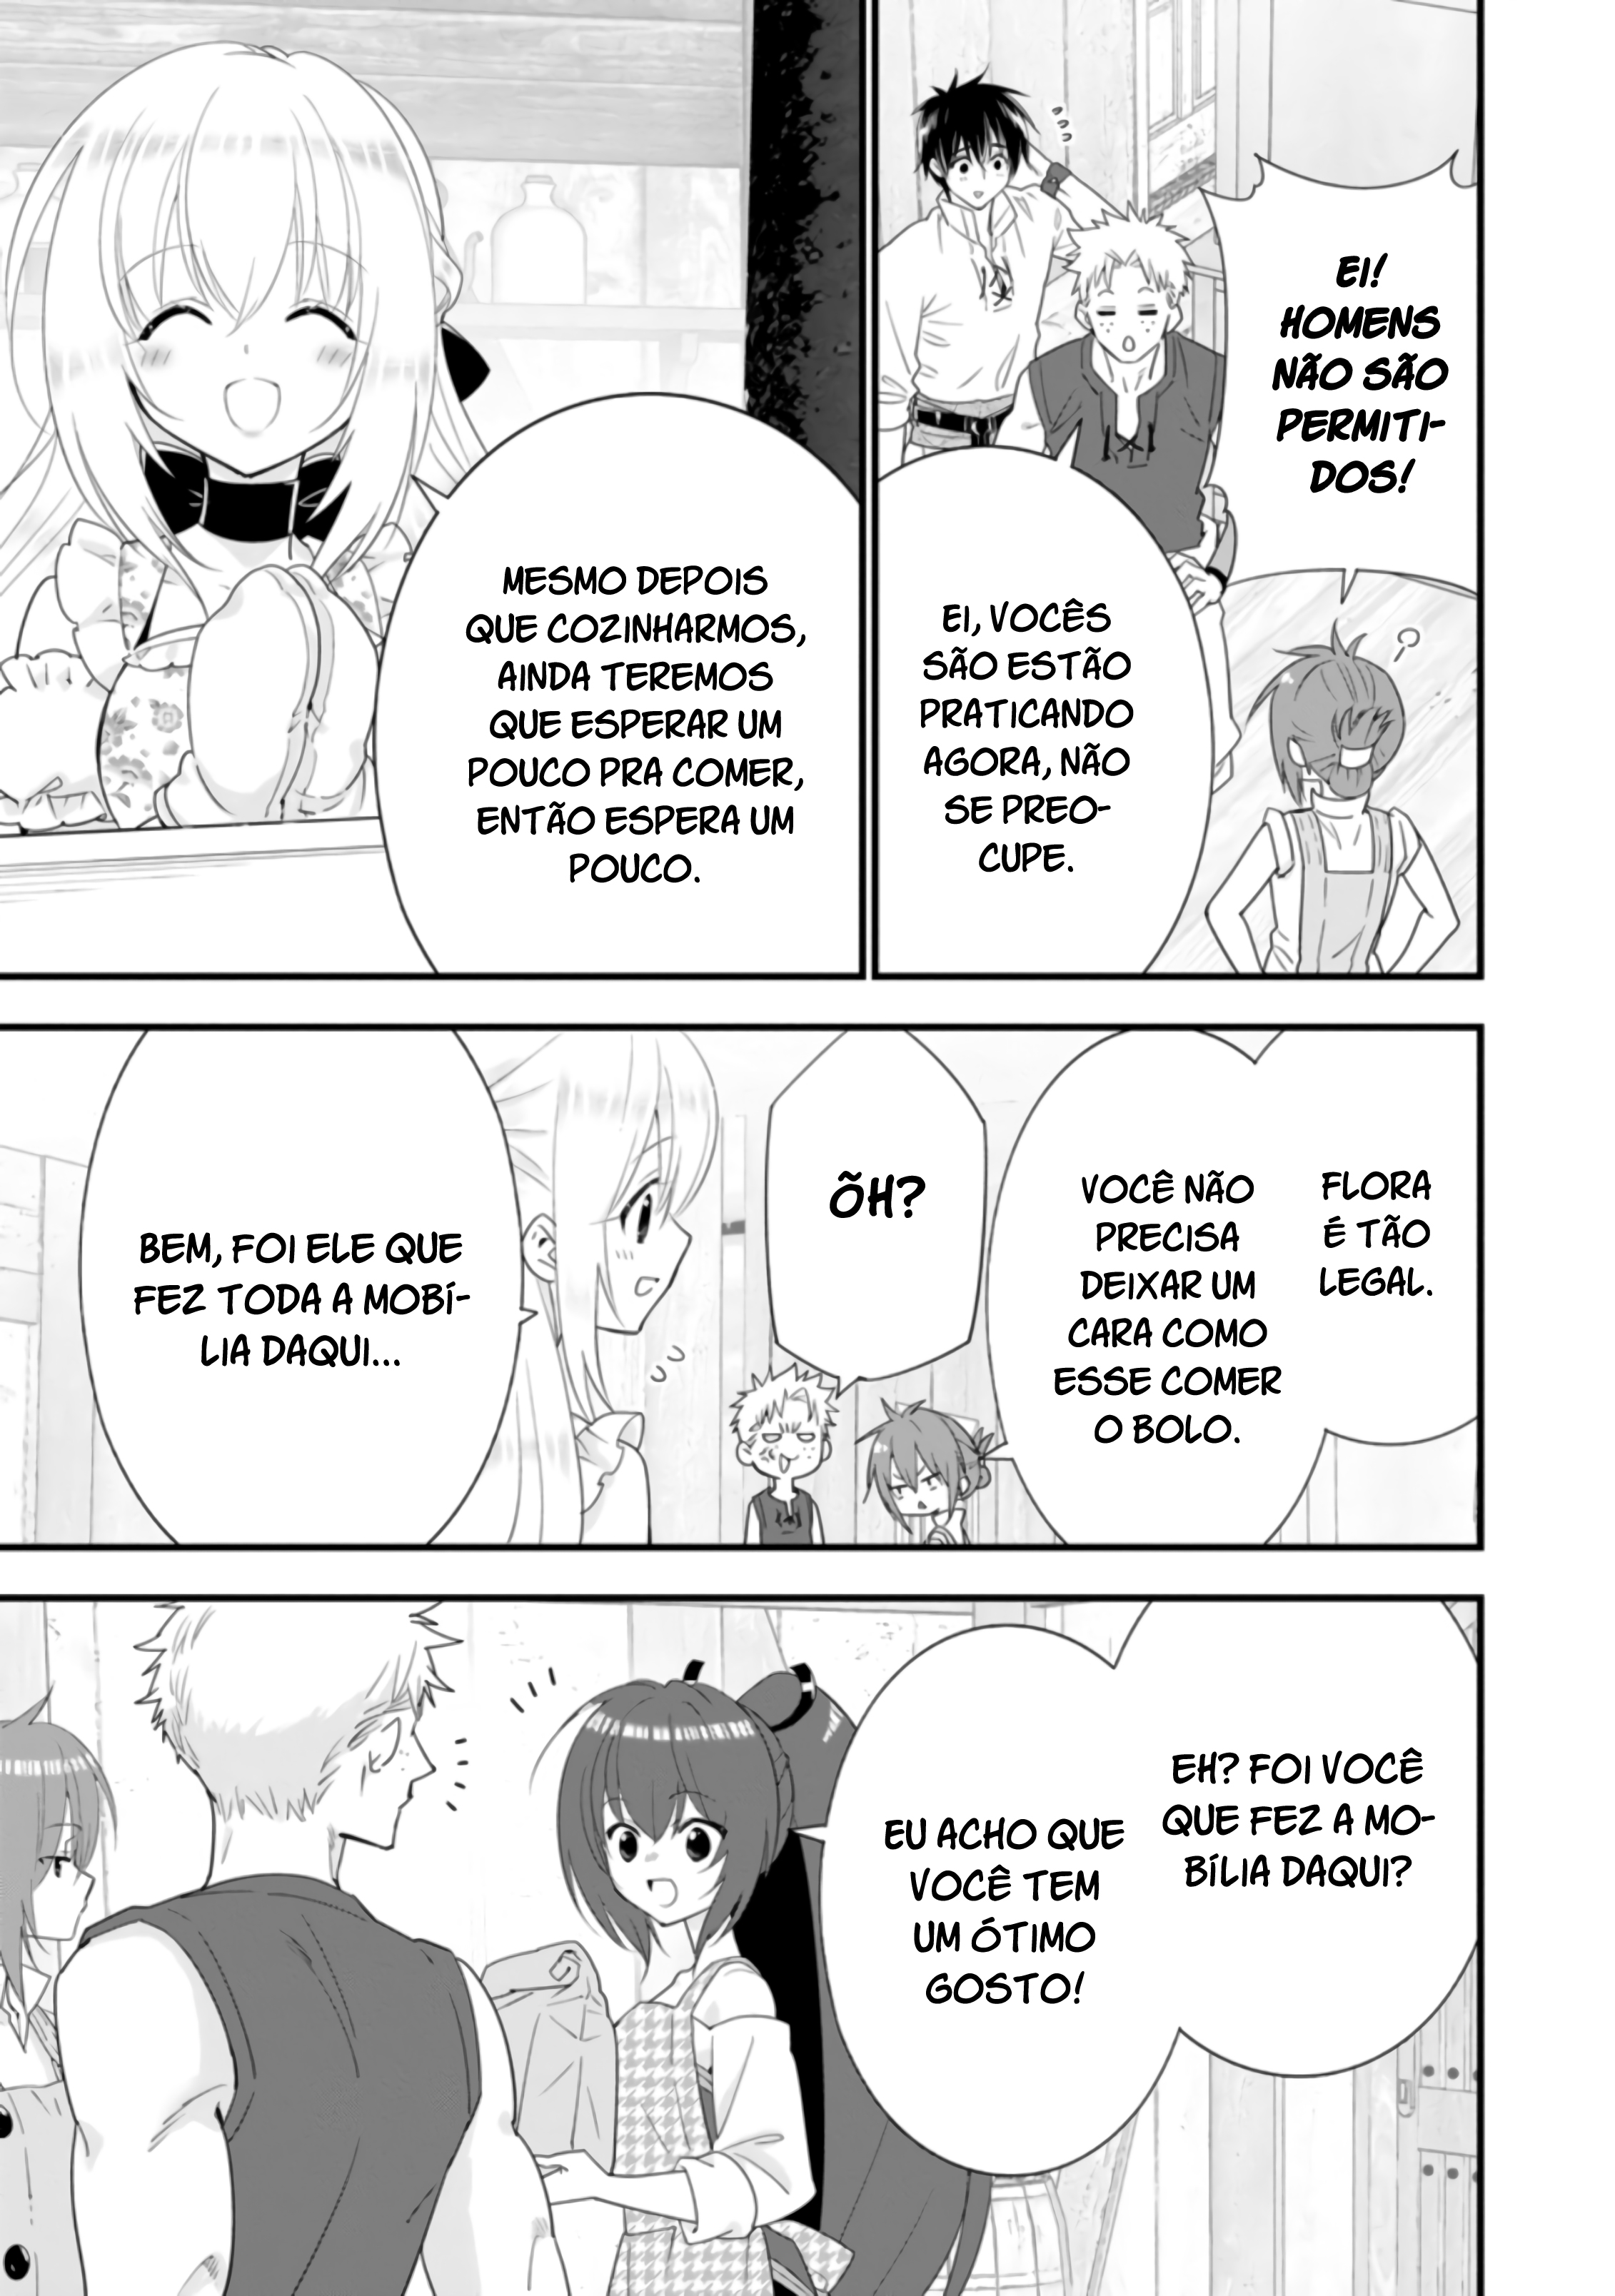 EI!
HOMENS
NÃO SÃO
PERMITI-
DOS!
EI, VOCÊS
SÃO ESTÃO
PRATICANDO
AGORA, NÃO
SE PREO-
CUPE.
MESMO DEPOIS
QUE COZINHARMOS,
AINDA TEREMOS
QUE ESPERAR UM
POUCO PRA COMER,
ENTÃO ESPERA UM
POUCO.
FLORA
É TÃO
LEGAL.
VOCÊ NÃO
PRECISA
DEIXAR UM
CARA COMO
ESSE COMER
O BOLO.
ÕH?
BEM, FOI ELE QUE
FEZ TODA A MOBÍ-
LIA DAQUI...
EH? FOI VOCÊ
QUE FEZ A MO-
BÍLIA DAQUI?
EU ACHO QUE
VOCÊ TEM
UM ÓTIMO
GOSTO!